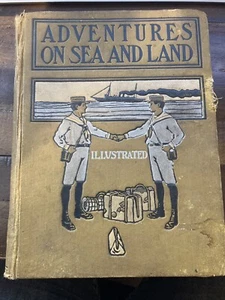 ADVENTURES
ON SEA AND LAND
ILLUSTRATED